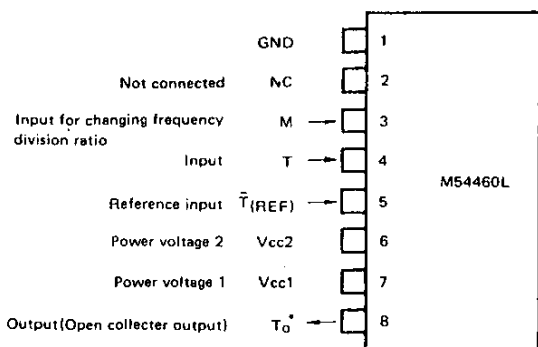 GND 1
Not connected NC 2
Input for changing frequency
division ratio M 3
Input T 4
Reference input T̄(REF) 5
Power voltage 2 Vcc2 6
Power voltage 1 Vcc1 7
Output(Open collecter output) To* 8
M54460L